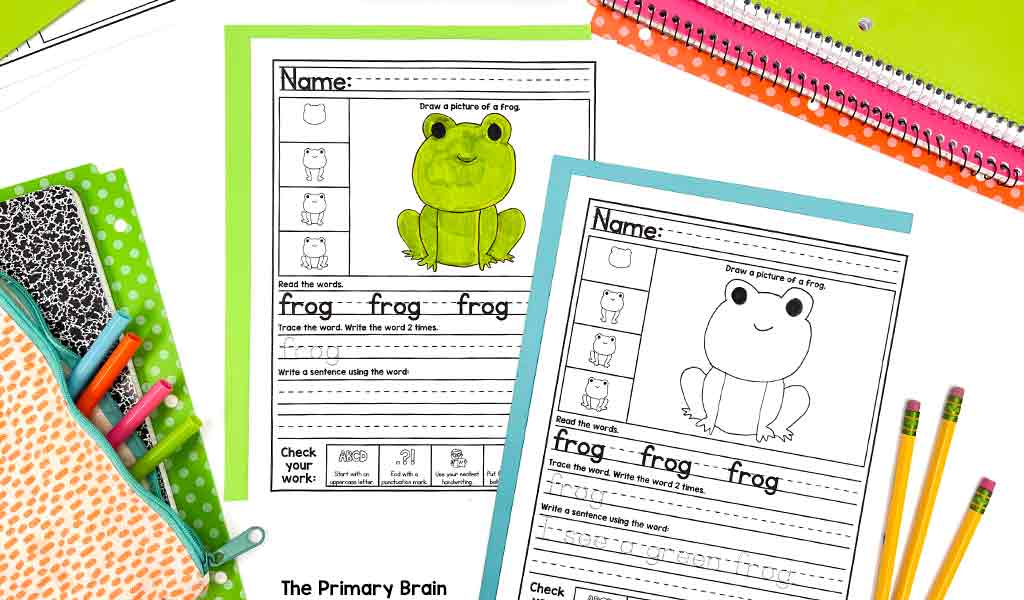 Name:
Draw a picture of a frog.
Read the words.
frog frog frog
Trace the word. Write the word 2 times.
frog
Write a sentence using the word:
Check your work:
ABCD
Start with an uppercase letter.
.?!
End with a punctuation mark.
Use your neatest handwriting.
Name:
Draw a picture of a frog.
Read the words.
frog frog frog
Trace the word. Write the word 2 times.
frog
Write a sentence using the word:
I see a green frog
Check
ABCD
The Primary Brain